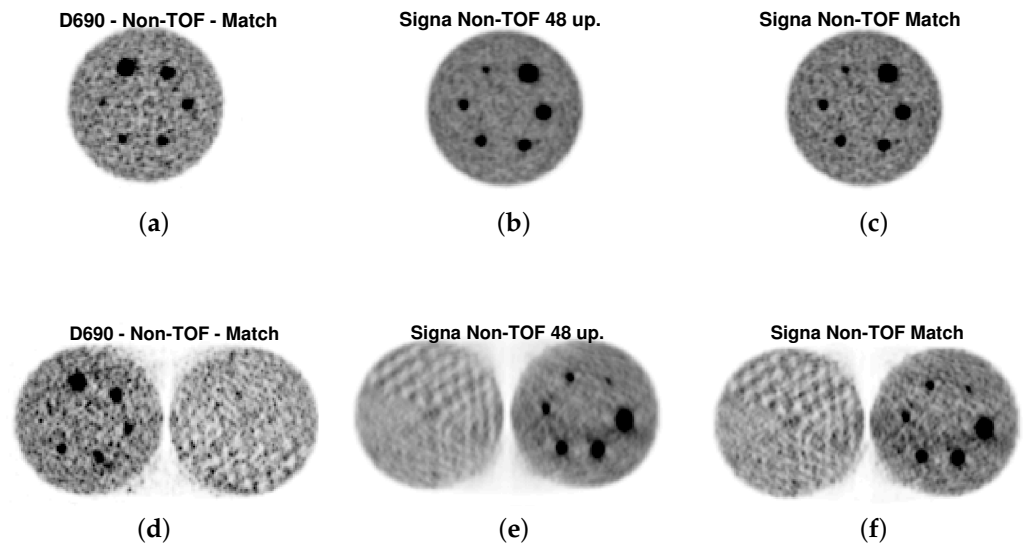 D690 - Non-TOF - Match
Signa Non-TOF 48 up.
Signa Non-TOF Match
(a)
(b)
(c)
D690 - Non-TOF - Match
Signa Non-TOF 48 up.
Signa Non-TOF Match
(d)
(e)
(f)